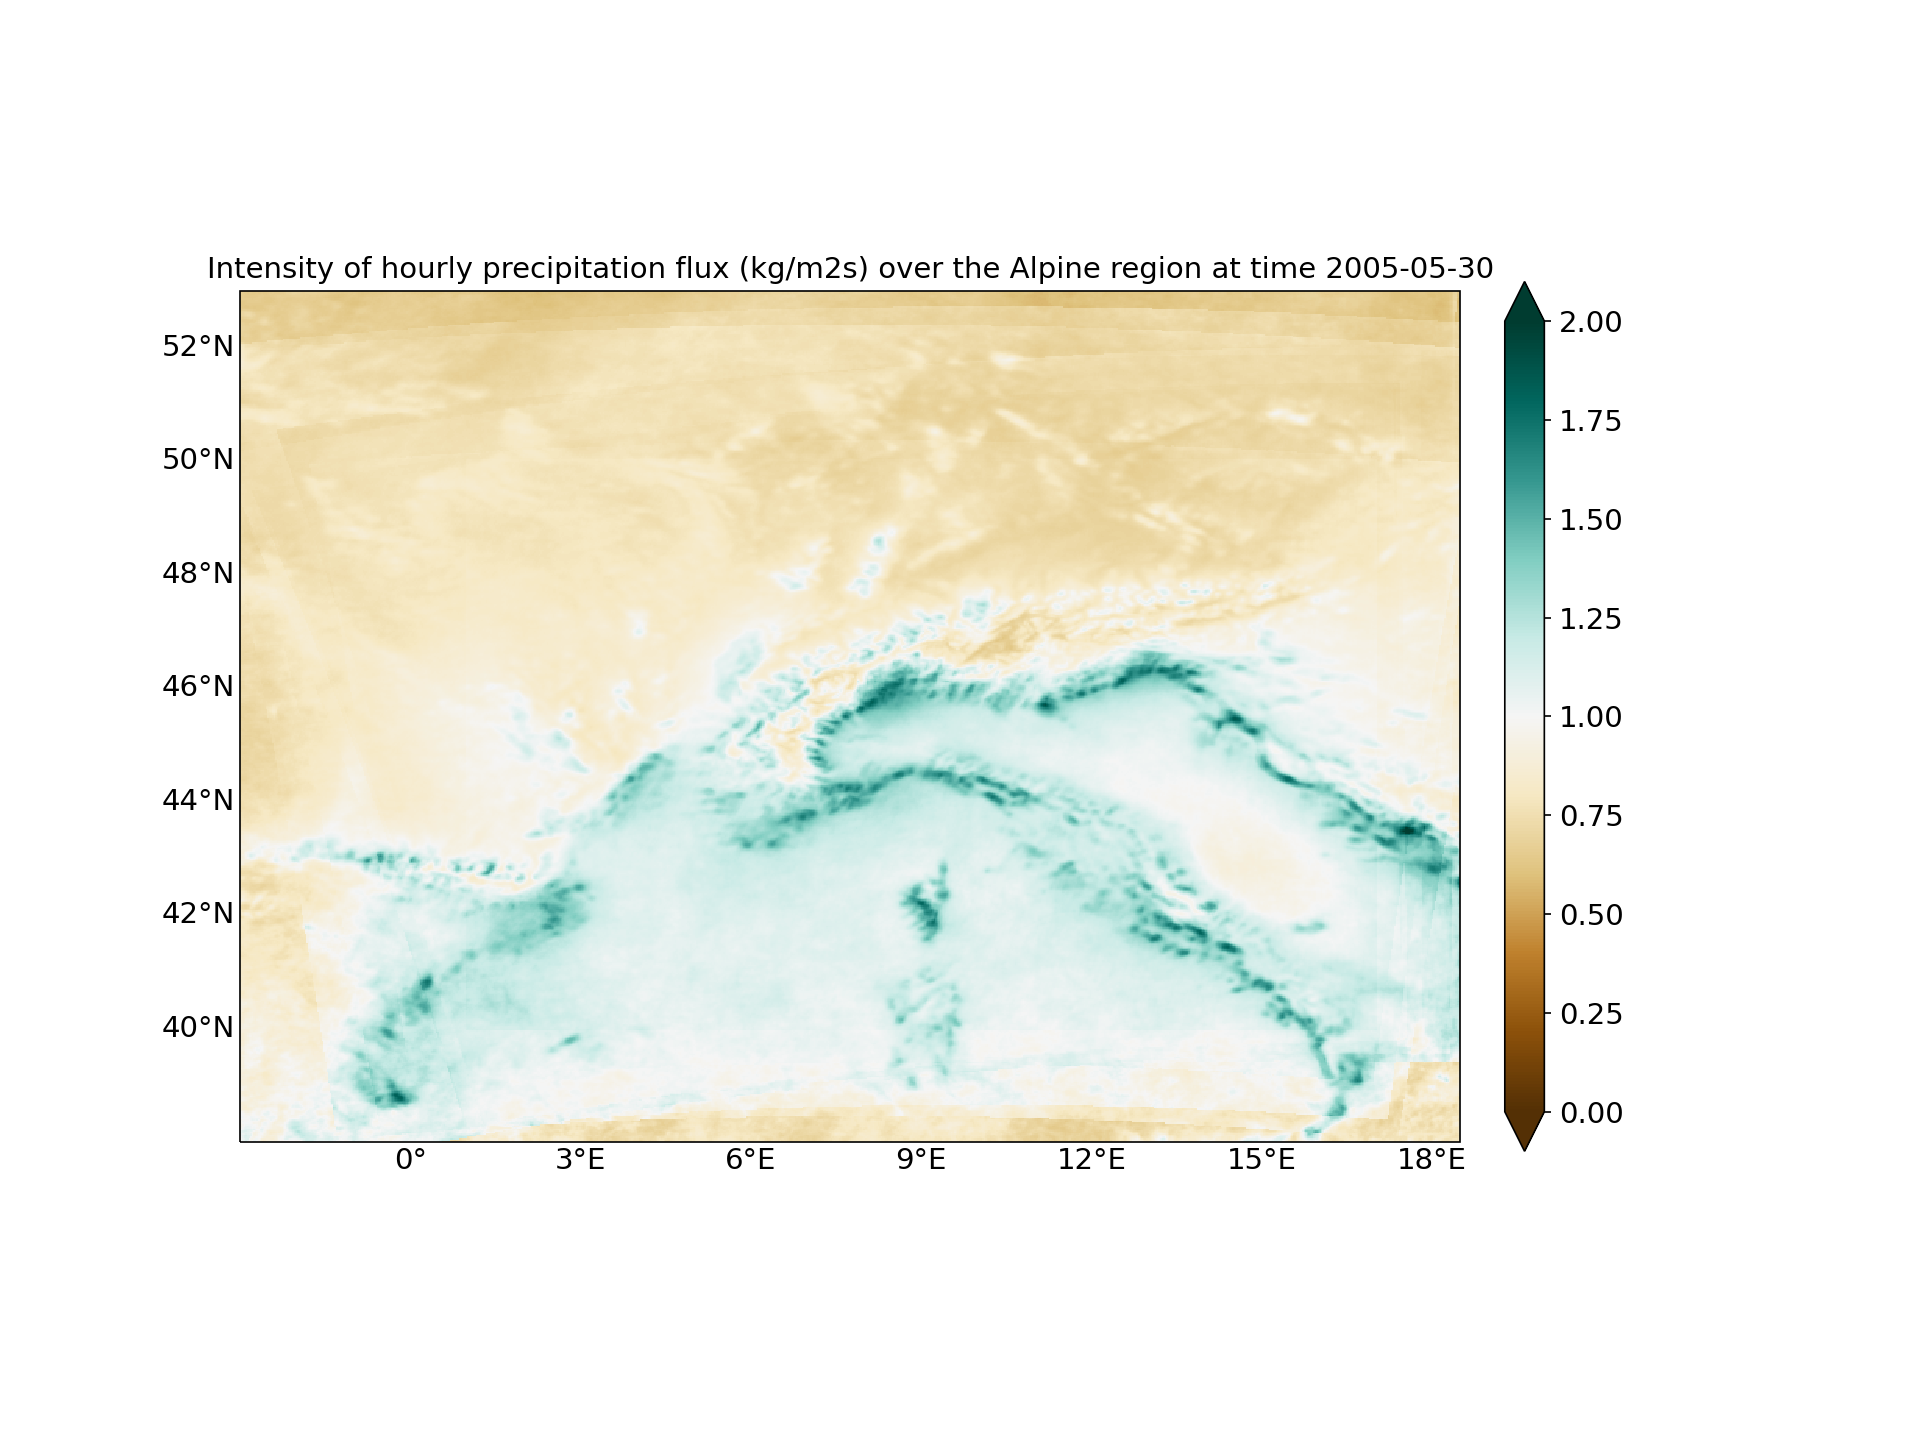 Intensity of hourly precipitation flux (kg/m2s) over the Alpine region at time 2005-05-30
52°N
50°N
48°N
46°N
44°N
42°N
40°N
0°
3°E
6°E
9°E
12°E
15°E
18°E
2.00
1.75
1.50
1.25
1.00
0.75
0.50
0.25
0.00